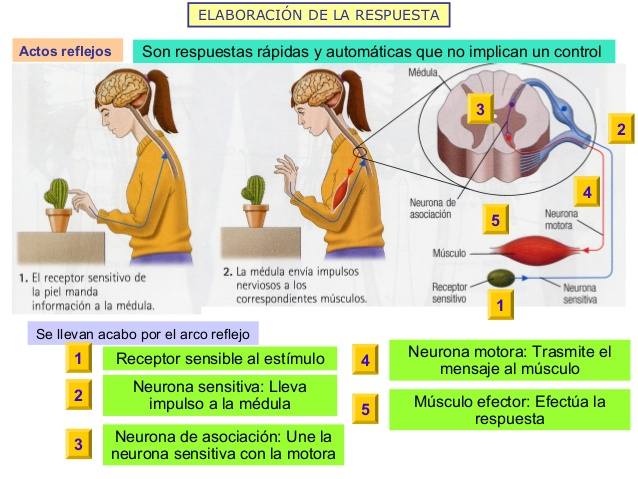 ELABORACIÓN DE LA RESPUESTA
Actos reflejos
Son respuestas rápidas y automáticas que no implican un control
Médula
3
2
Neurona de
asociación
4
5
Neurona
motora
Músculo
Receptor
sensitivo
1
Neurona
sensitiva
1. El receptor sensitivo de
la piel manda
información a la médula.
2. La médula envía impulsos
nerviosos a los
correspondientes músculos.
Se llevan acabo por el arco reflejo
1
Receptor sensible al estímulo
2
Neurona sensitiva: Lleva
impulso a la médula
3
Neurona de asociación: Une la
neurona sensitiva con la motora
4
Neurona motora: Trasmite el
mensaje al músculo
5
Músculo efector: Efectúa la
respuesta